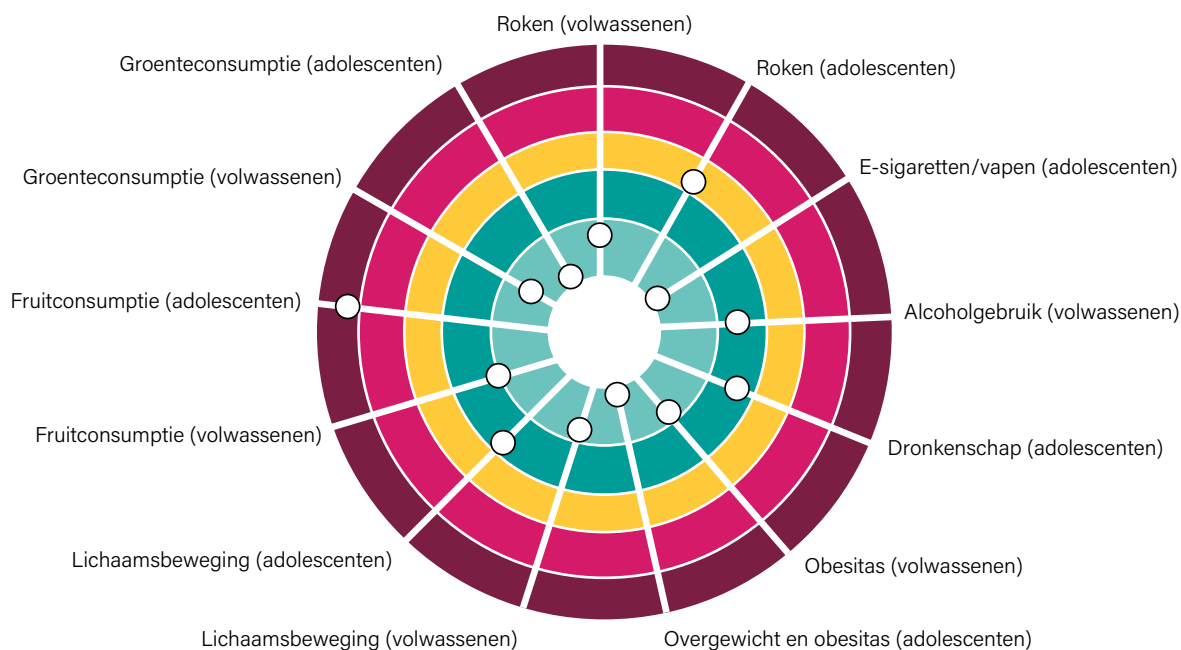 Roken (volwassenen)
Groenteconsumptie (adolescenten)
Roken (adolescenten)
E-sigaretten/vapen (adolescenten)
Groenteconsumptie (volwassenen)
Fruitconsumptie (adolescenten)
Alcoholgebruik (volwassenen)
Fruitconsumptie (volwassenen)
Dronkenschap (adolescenten)
Lichaamsbeweging (adolescenten)
Obesitas (volwassenen)
Lichaamsbeweging (volwassenen)
Overgewicht en obesitas (adolescenten)